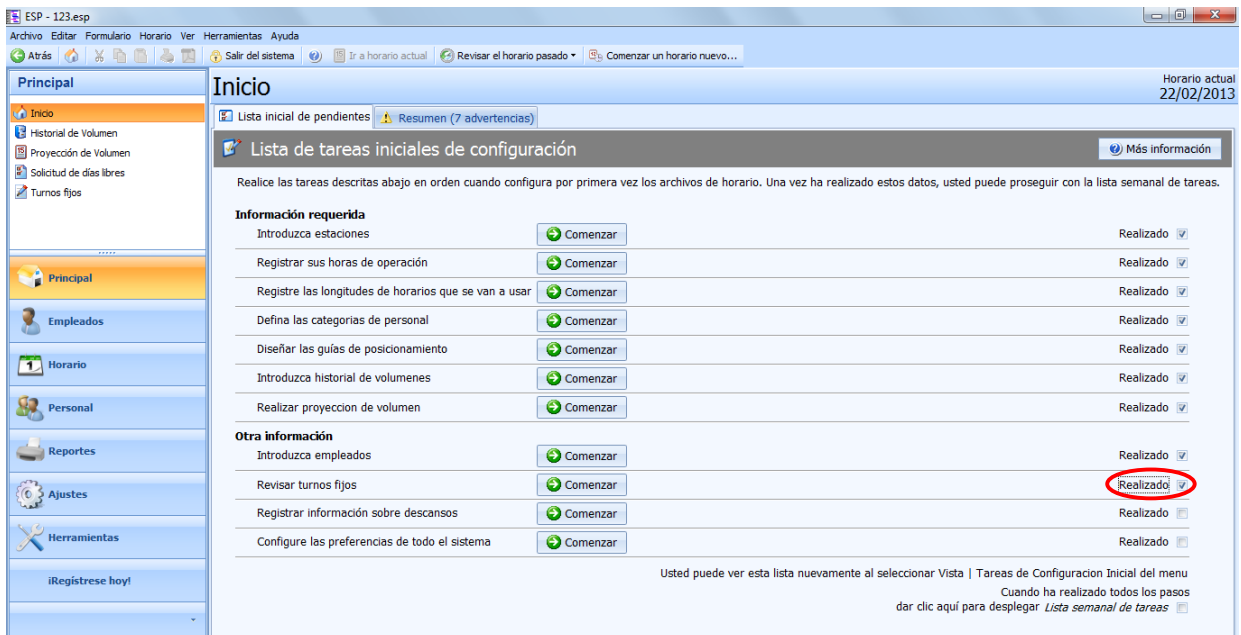 ESP - 123.esp
Archivo Editar Formulario Horario Ver Herramientas Ayuda
Atrás Salir del sistema Ir a horario actual Revisar el horario pasado Comenzar un horario nuevo...
Principal
Inicio
Historial de Volumen
Proyección de Volumen
Solicitud de días libres
Turnos fijos
Principal
Empleados
Horario
Personal
Reportes
Ajustes
Herramientas
¡Regístrese hoy!
Inicio
Horario actual
22/02/2013
Lista inicial de pendientes Resumen (7 advertencias)
Lista de tareas iniciales de configuración Más información
Realice las tareas descritas abajo en orden cuando configura por primera vez los archivos de horario. Una vez ha realizado estos datos, usted puede proseguir con la lista semanal de tareas.
Información requerida
Introduzca estaciones Comenzar Realizado
Registrar sus horas de operación Comenzar Realizado
Registre las longitudes de horarios que se van a usar Comenzar Realizado
Defina las categorias de personal Comenzar Realizado
Diseñar las guías de posicionamiento Comenzar Realizado
Introduzca historial de volumenes Comenzar Realizado
Realizar proyeccion de volumen Comenzar Realizado
Otra información
Introduzca empleados Comenzar Realizado
Revisar turnos fijos Comenzar Realizado
Registrar información sobre descansos Comenzar Realizado
Configure las preferencias de todo el sistema Comenzar Realizado
Usted puede ver esta lista nuevamente al seleccionar Vista | Tareas de Configuracion Inicial del menu
Cuando ha realizado todos los pasos
dar clic aquí para desplegar Lista semanal de tareas